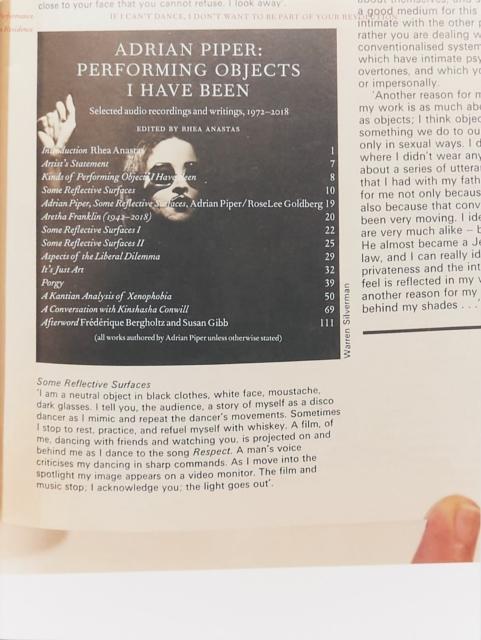 close to your face that you cannot refuse. I look away'.
IF I CAN'T DANCE, I DON'T WANT TO BE PART OF YOUR REVOLUTION
Residence
ADRIAN PIPER:
PERFORMING OBJECTS
I HAVE BEEN
Selected audio recordings and writings, 1972–2018
EDITED BY RHEA ANASTAS
Introduction Rhea Anastas 1
Artist's Statement 7
Kinds of Performing Objects I Have Been 8
Some Reflective Surfaces 10
Adrian Piper, Some Reflective Surfaces, Adrian Piper/RoseLee Goldberg 19
Aretha Franklin (1942–2018) 20
Some Reflective Surfaces I 22
Some Reflective Surfaces II 25
Aspects of the Liberal Dilemma 29
It's Just Art 32
Porgy 39
A Kantian Analysis of Xenophobia 50
A Conversation with Kinshasha Conwill 69
Afterword Frédérique Bergholtz and Susan Gibb 111
(all works authored by Adrian Piper unless otherwise stated)
Warren Silverman
Some Reflective Surfaces
'I am a neutral object in black clothes, white face, moustache,
dark glasses. I tell you, the audience, a story of myself as a disco
dancer as I mimic and repeat the dancer's movements. Sometimes
I stop to rest, practice, and refuel myself with whiskey. A film, of
me, dancing with friends and watching you, is projected on and
behind me as I dance to the song Respect. A man's voice
criticises my dancing in sharp commands. As I move into the
spotlight my image appears on a video monitor. The film and
music stop; I acknowledge you; the light goes out'.
a good medium for this
intimate with the other p
rather you are dealing w
conventionalised system
which have intimate psy
overtones, and which yo
or impersonally.
'Another reason for m
my work is as much abo
as objects; I think objec
something we do to ou
only in sexual ways. I d
where I didn't wear any
about a series of uttera
that I had with my fath
for me not only becaus
also because that conv
been very moving. I ide
are very much alike – b
He almost became a Je
law, and I can really id
privateness and the int
feel is reflected in my v
another reason for my
behind my shades . . .'